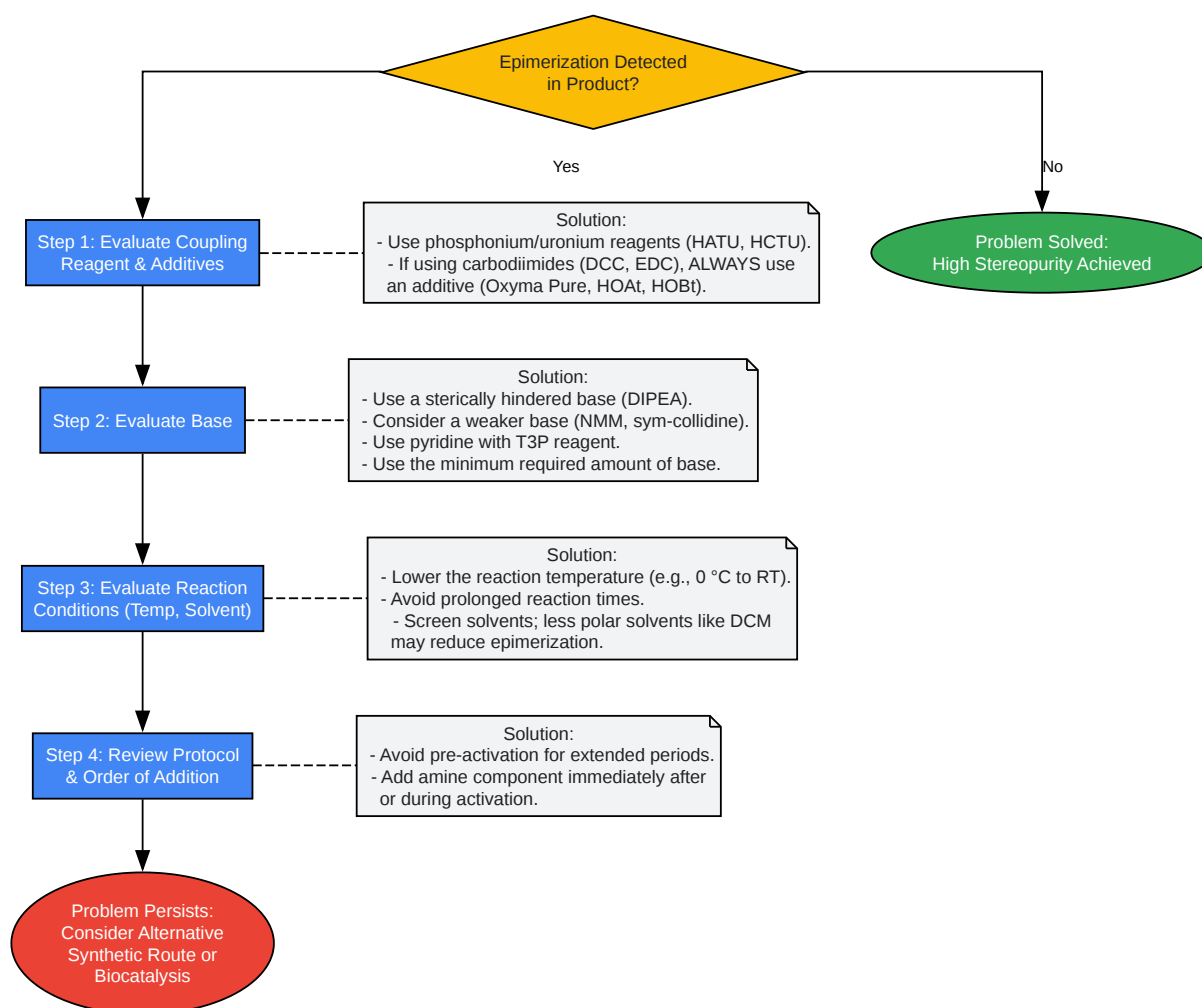 Epimerization Detected
in Product?
Yes
No
Step 1: Evaluate Coupling
Reagent & Additives
Solution:
- Use phosphonium/uronium reagents (HATU, HCTU).
- If using carbodiimides (DCC, EDC), ALWAYS use
an additive (Oxyma Pure, HOAt, HOBt).
Problem Solved:
High Stereopurity Achieved
Step 2: Evaluate Base
Solution:
- Use a sterically hindered base (DIPEA).
- Consider a weaker base (NMM, sym-collidine).
- Use pyridine with T3P reagent.
- Use the minimum required amount of base.
Step 3: Evaluate Reaction
Conditions (Temp, Solvent)
Solution:
- Lower the reaction temperature (e.g., 0 °C to RT).
- Avoid prolonged reaction times.
- Screen solvents; less polar solvents like DCM
may reduce epimerization.
Step 4: Review Protocol
& Order of Addition
Solution:
- Avoid pre-activation for extended periods.
- Add amine component immediately after
or during activation.
Problem Persists:
Consider Alternative
Synthetic Route or
Biocatalysis